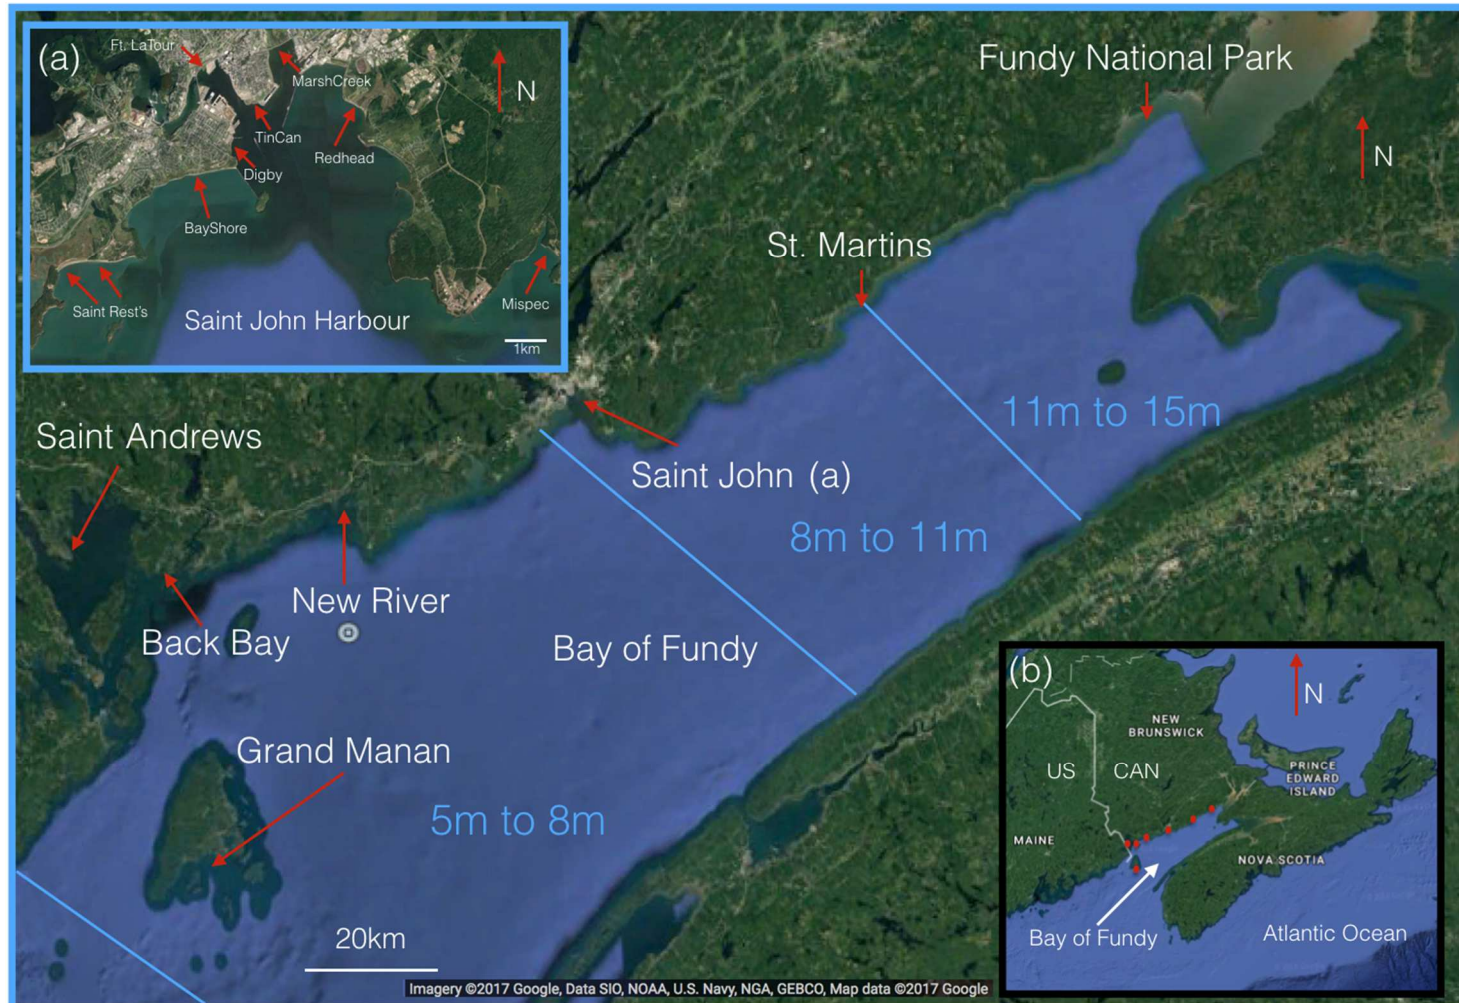 (a)
Ft. LaTour
MarshCreek
N
TinCan
Redhead
Digby
BayShore
Saint Rest's
Mispec
Saint John Harbour
1km
Fundy National Park
N
St. Martins
11m to 15m
Saint Andrews
Saint John (a)
8m to 11m
New River
Back Bay
Bay of Fundy
Grand Manan
5m to 8m
20km
Imagery ©2017 Google, Data SIO, NOAA, U.S. Navy, NGA, GEBCO, Map data ©2017 Google
(b)
N
NEW
BRUNSWICK
US
CAN
PRINCE
EDWARD
ISLAND
MAINE
NOVA SCOTIA
Bay of Fundy
Atlantic Ocean